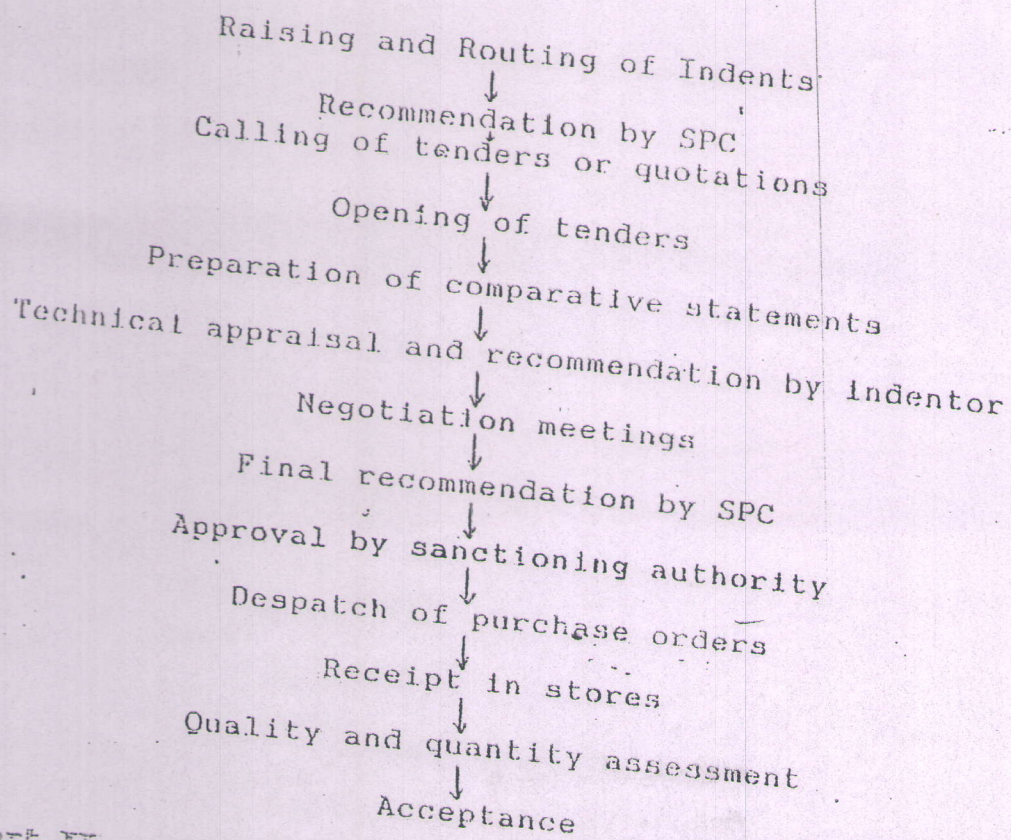 Raising and Routing of Indents
Recommendation by SPC
Calling of tenders or quotations
Opening of tenders
Preparation of comparative statements
Technical appraisal and recommendation by indentor
Negotiation meetings
Final recommendation by SPC
Approval by sanctioning authority
Despatch of purchase orders
Receipt in stores
Quality and quantity assessment
Acceptance